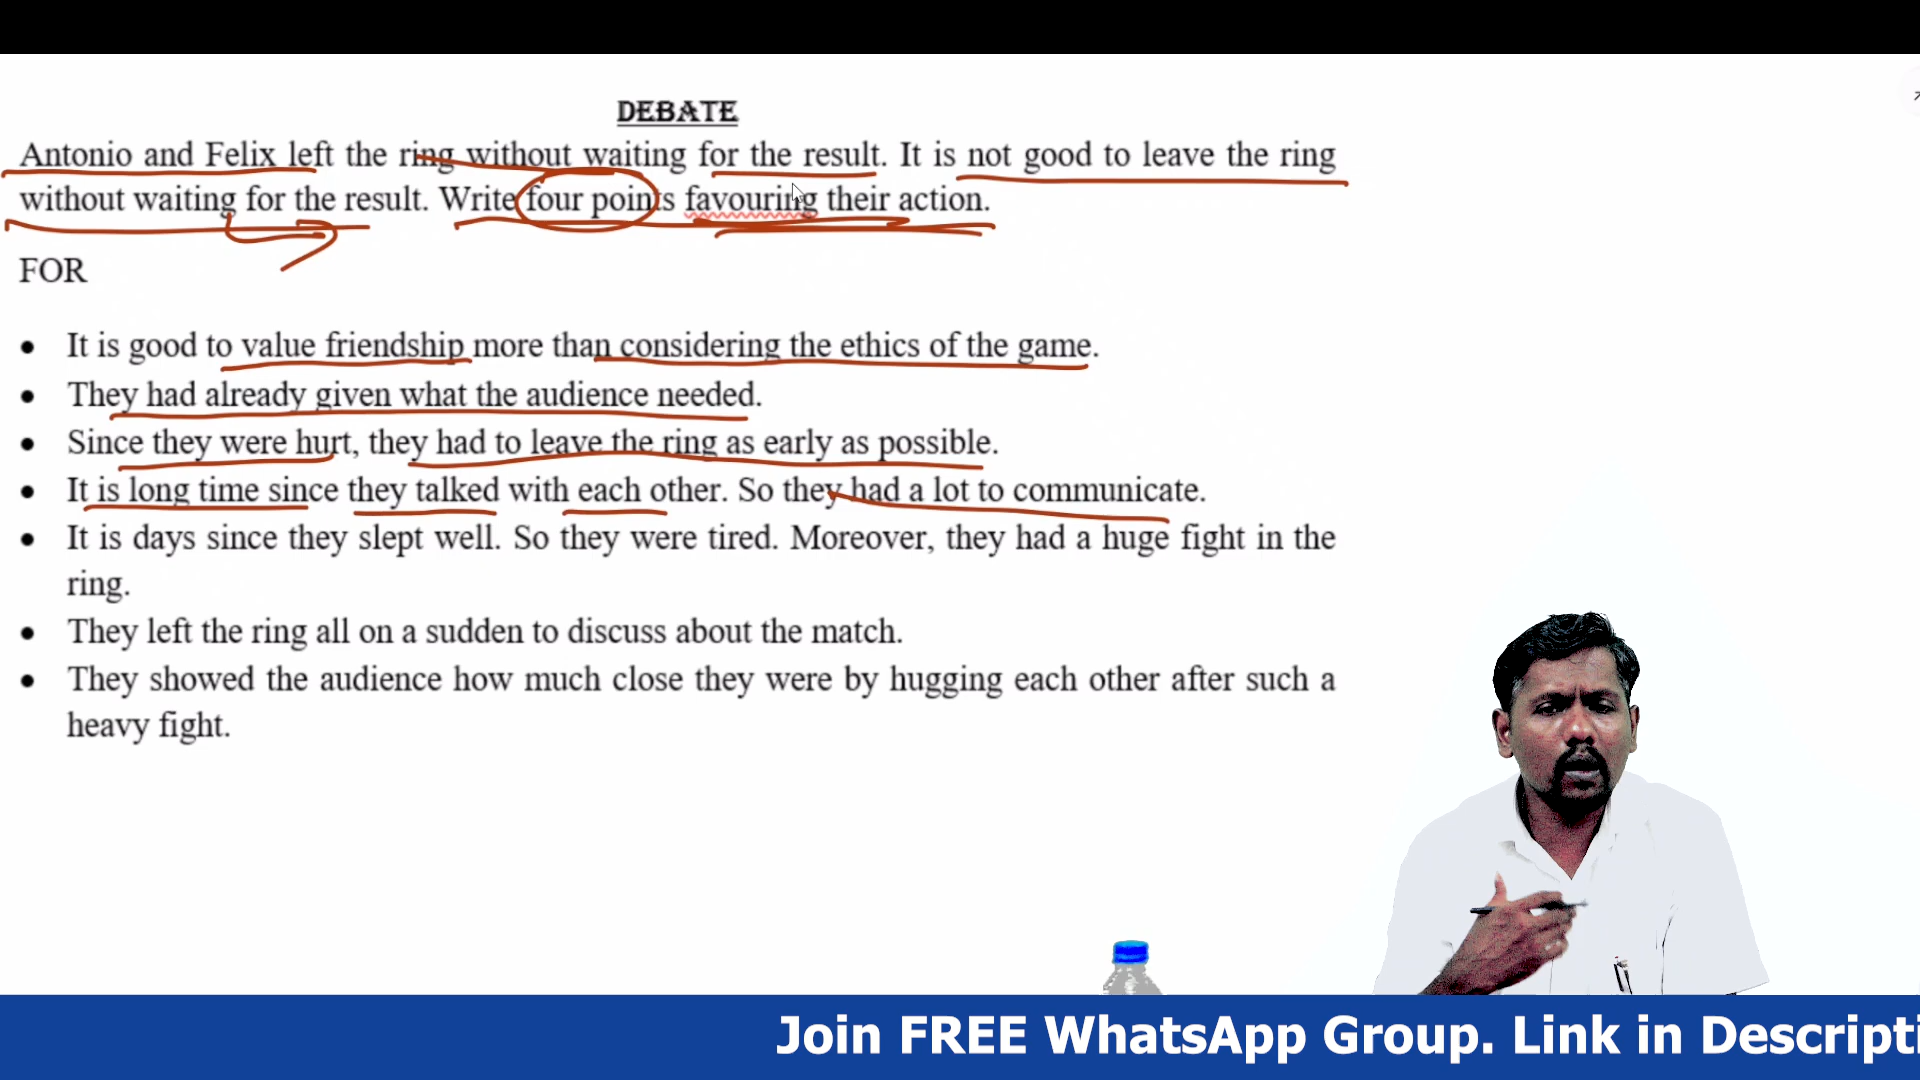 DEBATE
Antonio and Felix left the ring without waiting for the result. It is not good to leave the ring
without waiting for the result. Write four points favouring their action.
FOR
• It is good to value friendship more than considering the ethics of the game.
• They had already given what the audience needed.
• Since they were hurt, they had to leave the ring as early as possible.
• It is long time since they talked with each other. So they had a lot to communicate.
• It is days since they slept well. So they were tired. Moreover, they had a huge fight in the
ring.
• They left the ring all on a sudden to discuss about the match.
• They showed the audience how much close they were by hugging each other after such a
heavy fight.
Join FREE WhatsApp Group. Link in Descripti